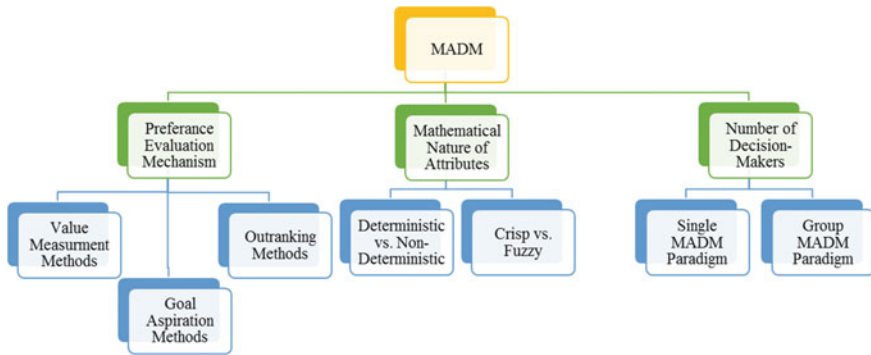 MADM
Preferance
Evaluation
Mechanism
Mathematical
Nature of
Attributes
Number of
Decision-
Makers
Value
Measurment
Methods
Goal
Aspiration
Methods
Outranking
Methods
Deterministic
vs. Non-
Deterministic
Crisp vs.
Fuzzy
Single
MADM
Paradigm
Group
MADM
Paradigm